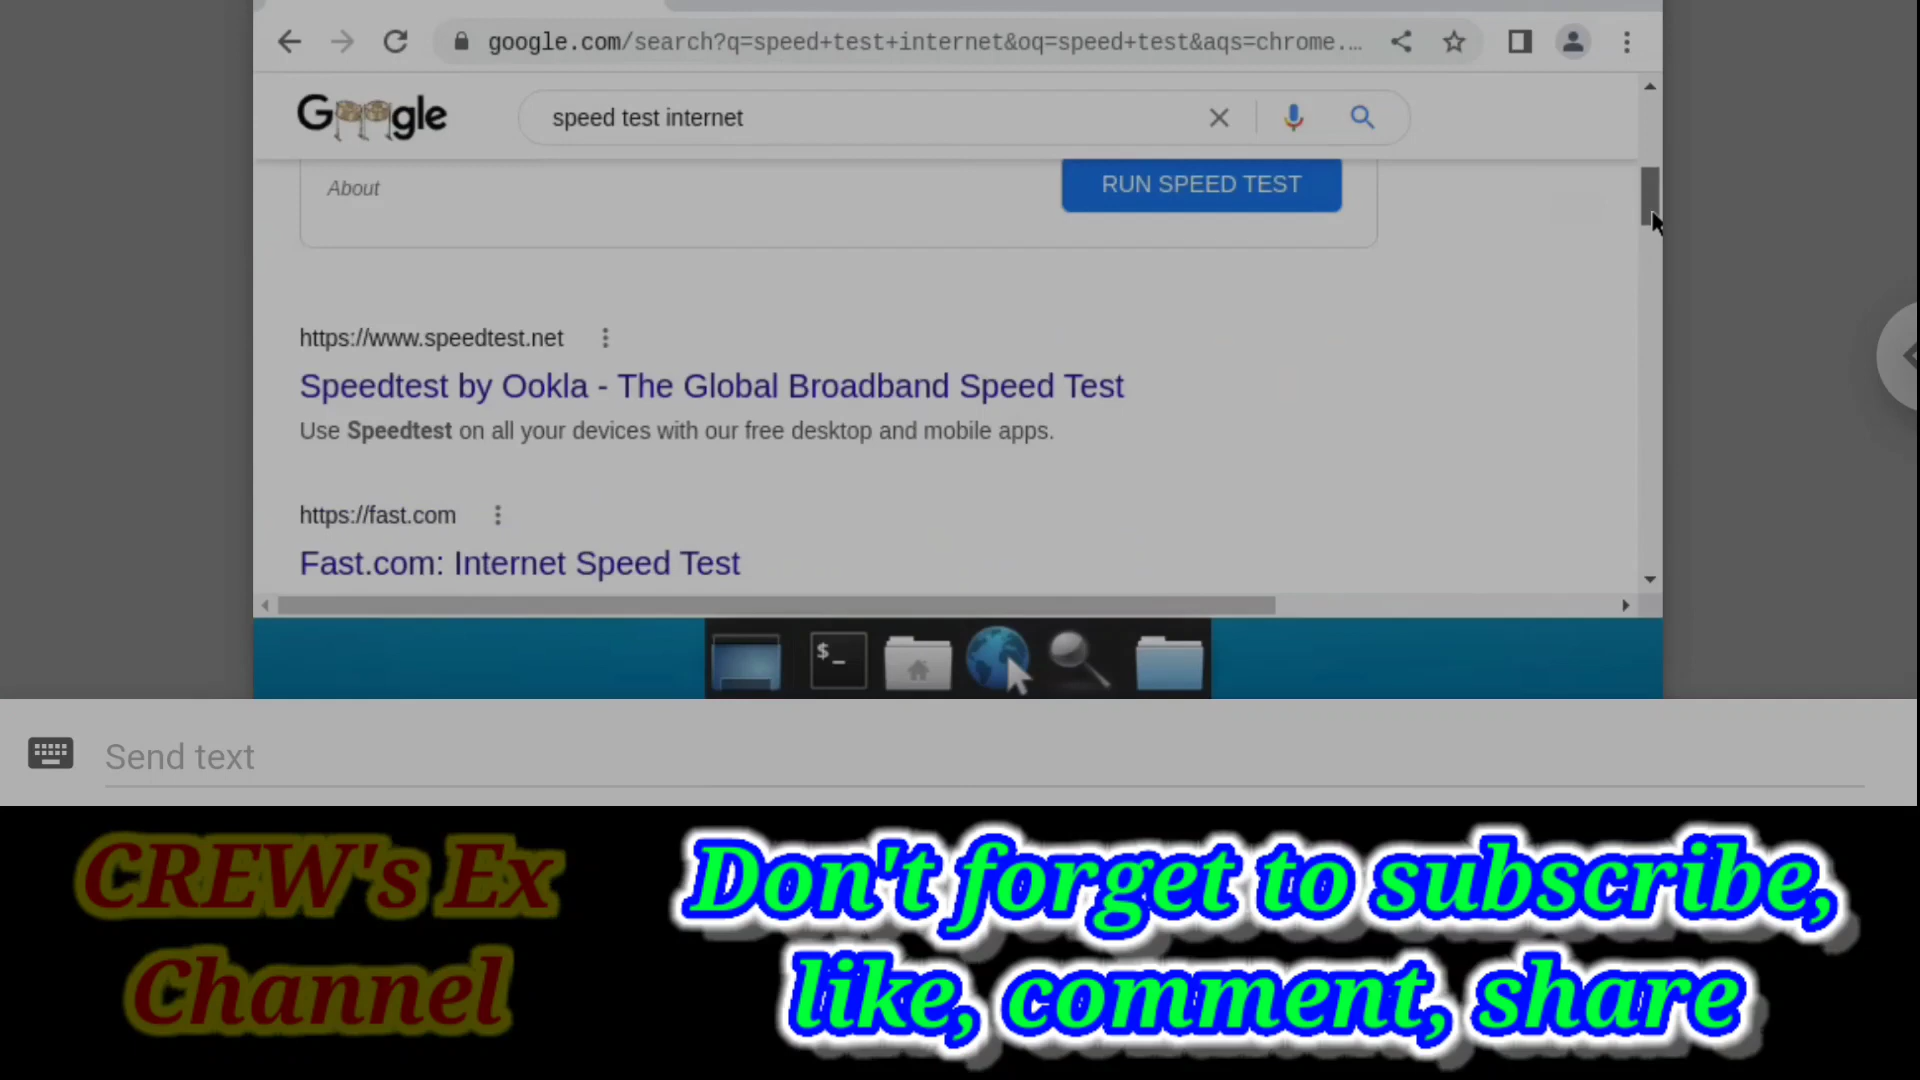 google.com/search?q=speed+test+internet&oq=speed+test&aqs=chrome....
Google
speed test internet
About
RUN SPEED TEST
https://www.speedtest.net
Speedtest by Ookla - The Global Broadband Speed Test
Use Speedtest on all your devices with our free desktop and mobile apps.
https://fast.com
Fast.com: Internet Speed Test
$_
Send text
CREW's Ex
Channel
Don't forget to subscribe,
like, comment, share